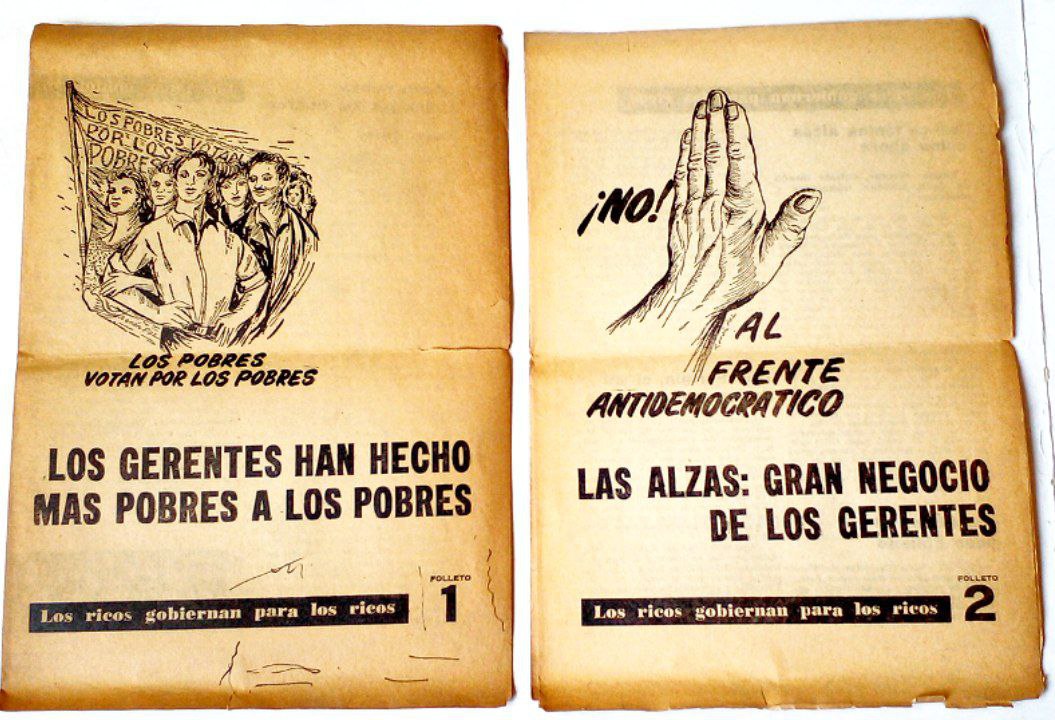 LOS POBRES VOTAN
POR LOS
POBRES
LOS POBRES
VOTAN POR LOS POBRES
LOS GERENTES HAN HECHO
MAS POBRES A LOS POBRES
FOLLETO
Los ricos gobiernan para los ricos 1
¡NO!
AL
FRENTE
ANTIDEMOCRATICO
LAS ALZAS: GRAN NEGOCIO
DE LOS GERENTES
FOLLETO
Los ricos gobiernan para los ricos 2